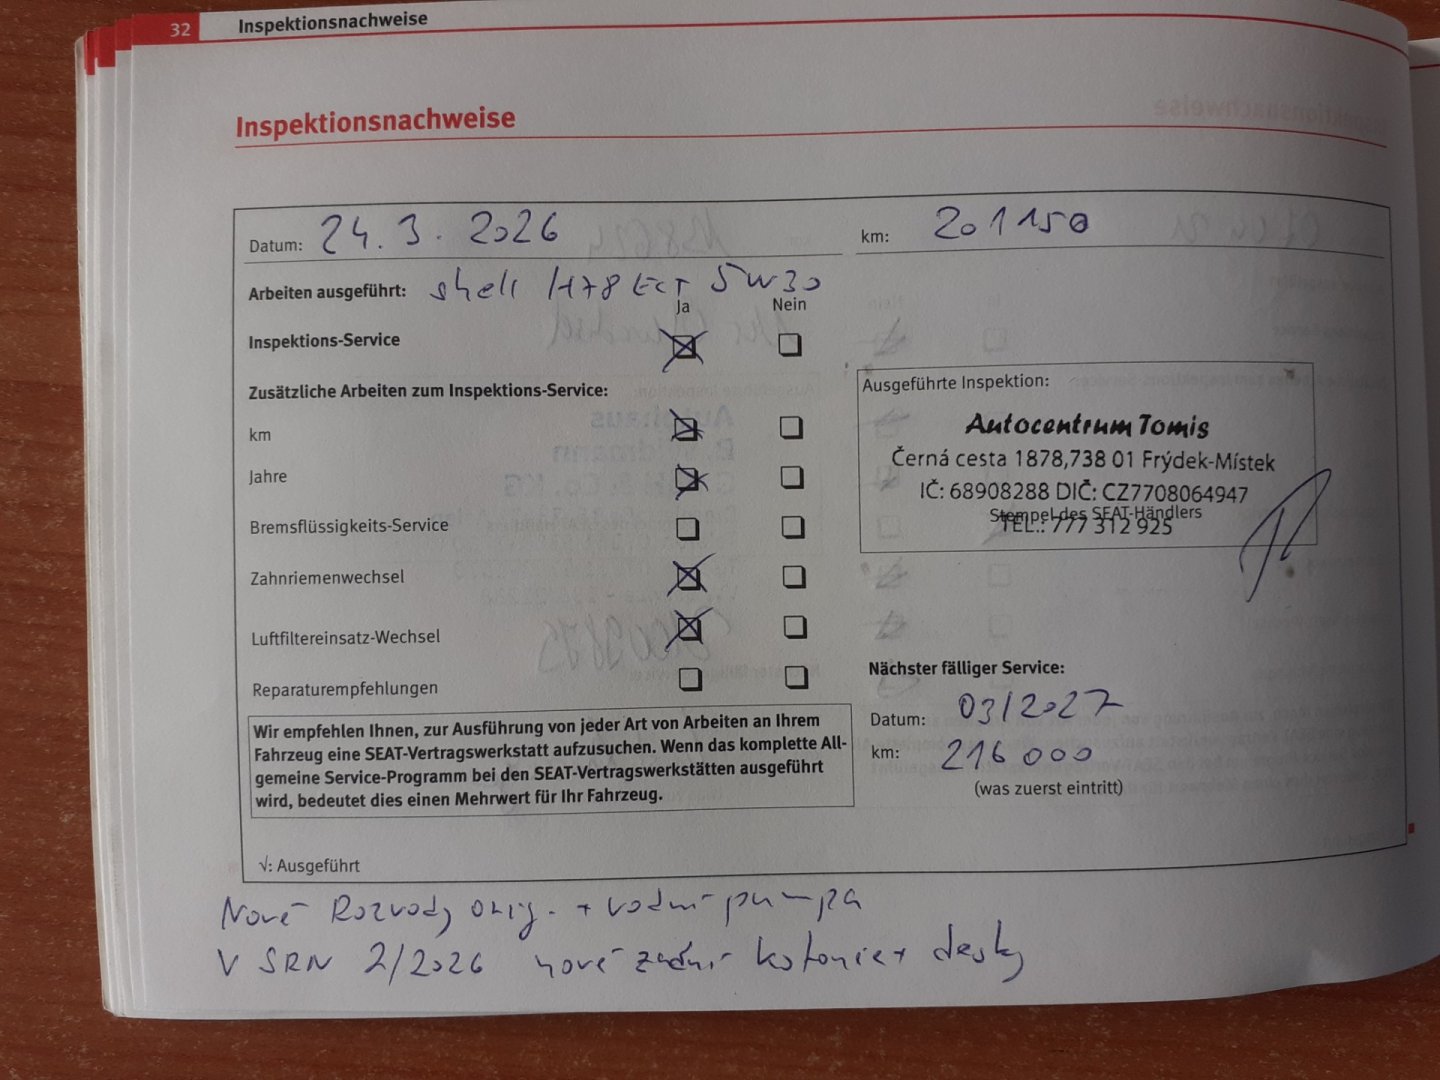 32 Inspektionsnachweise
Inspektionsnachweise
Datum: 24. 3. 2026 km: 201150
Arbeiten ausgeführt: shell H+8 ECT 5W30
Ja Nein
Inspektions-Service
Zusätzliche Arbeiten zum Inspektions-Service:
km
Jahre
Bremsflüssigkeits-Service
Zahnriemenwechsel
Luftfiltereinsatz-Wechsel
Reparaturempfehlungen
Wir empfehlen Ihnen, zur Ausführung von jeder Art von Arbeiten an Ihrem
Fahrzeug eine SEAT-Vertragswerkstatt aufzusuchen. Wenn das komplette All-
gemeine Service-Programm bei den SEAT-Vertragswerkstätten ausgeführt
wird, bedeutet dies einen Mehrwert für Ihr Fahrzeug.
√: Ausgeführt
Ausgeführte Inspektion:
Autocentrum Tomis
Černá cesta 1878,738 01 Frýdek-Místek
IČ: 68908288 DIČ: CZ7708064947
Stempel des SEAT-Händlers
TEL.: 777 312 925
Nächster fälliger Service:
Datum: 03/2027
km: 216 000
(was zuerst eintritt)
Nové Rozvody orig. + vodní pumpa
V SRN 2/2026 nové zadní kotouče + desky